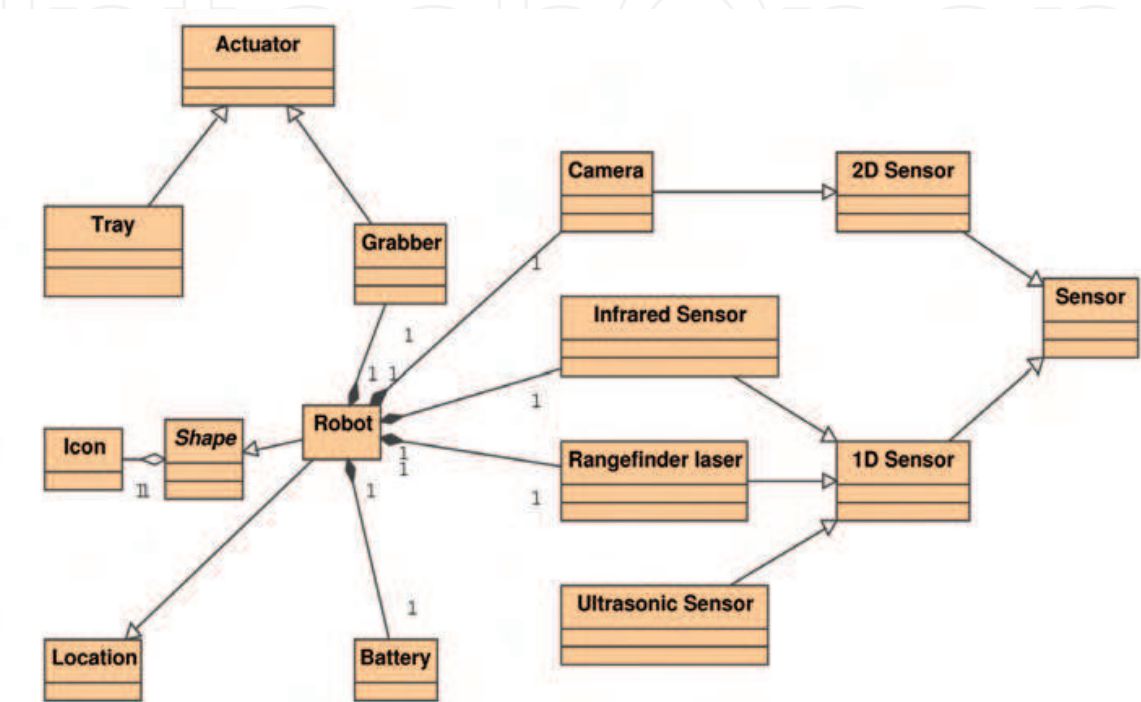 Actuator
Camera
2D Sensor
Tray
Grabber
1
Sensor
Infrared Sensor
1
1 1
1
Robot
Shape
Icon
1
1
Rangefinder laser
1D Sensor
11
1
1
Ultrasonic Sensor
1
Location
Battery